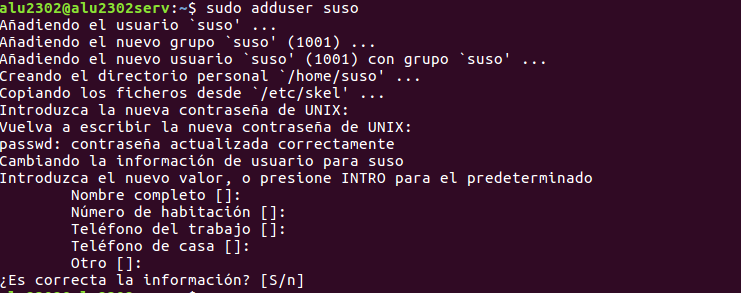 alu2302@alu2302serv:~$ sudo adduser suso
Añadiendo el usuario `suso' ...
Añadiendo el nuevo grupo `suso' (1001) ...
Añadiendo el nuevo usuario `suso' (1001) con grupo `suso' ...
Creando el directorio personal `/home/suso' ...
Copiando los ficheros desde `/etc/skel' ...
Introduzca la nueva contraseña de UNIX:
Vuelva a escribir la nueva contraseña de UNIX:
passwd: contraseña actualizada correctamente
Cambiando la información de usuario para suso
Introduzca el nuevo valor, o presione INTRO para el predeterminado
Nombre completo []:
Número de habitación []:
Teléfono del trabajo []:
Teléfono de casa []:
Otro []:
¿Es correcta la información? [S/n]